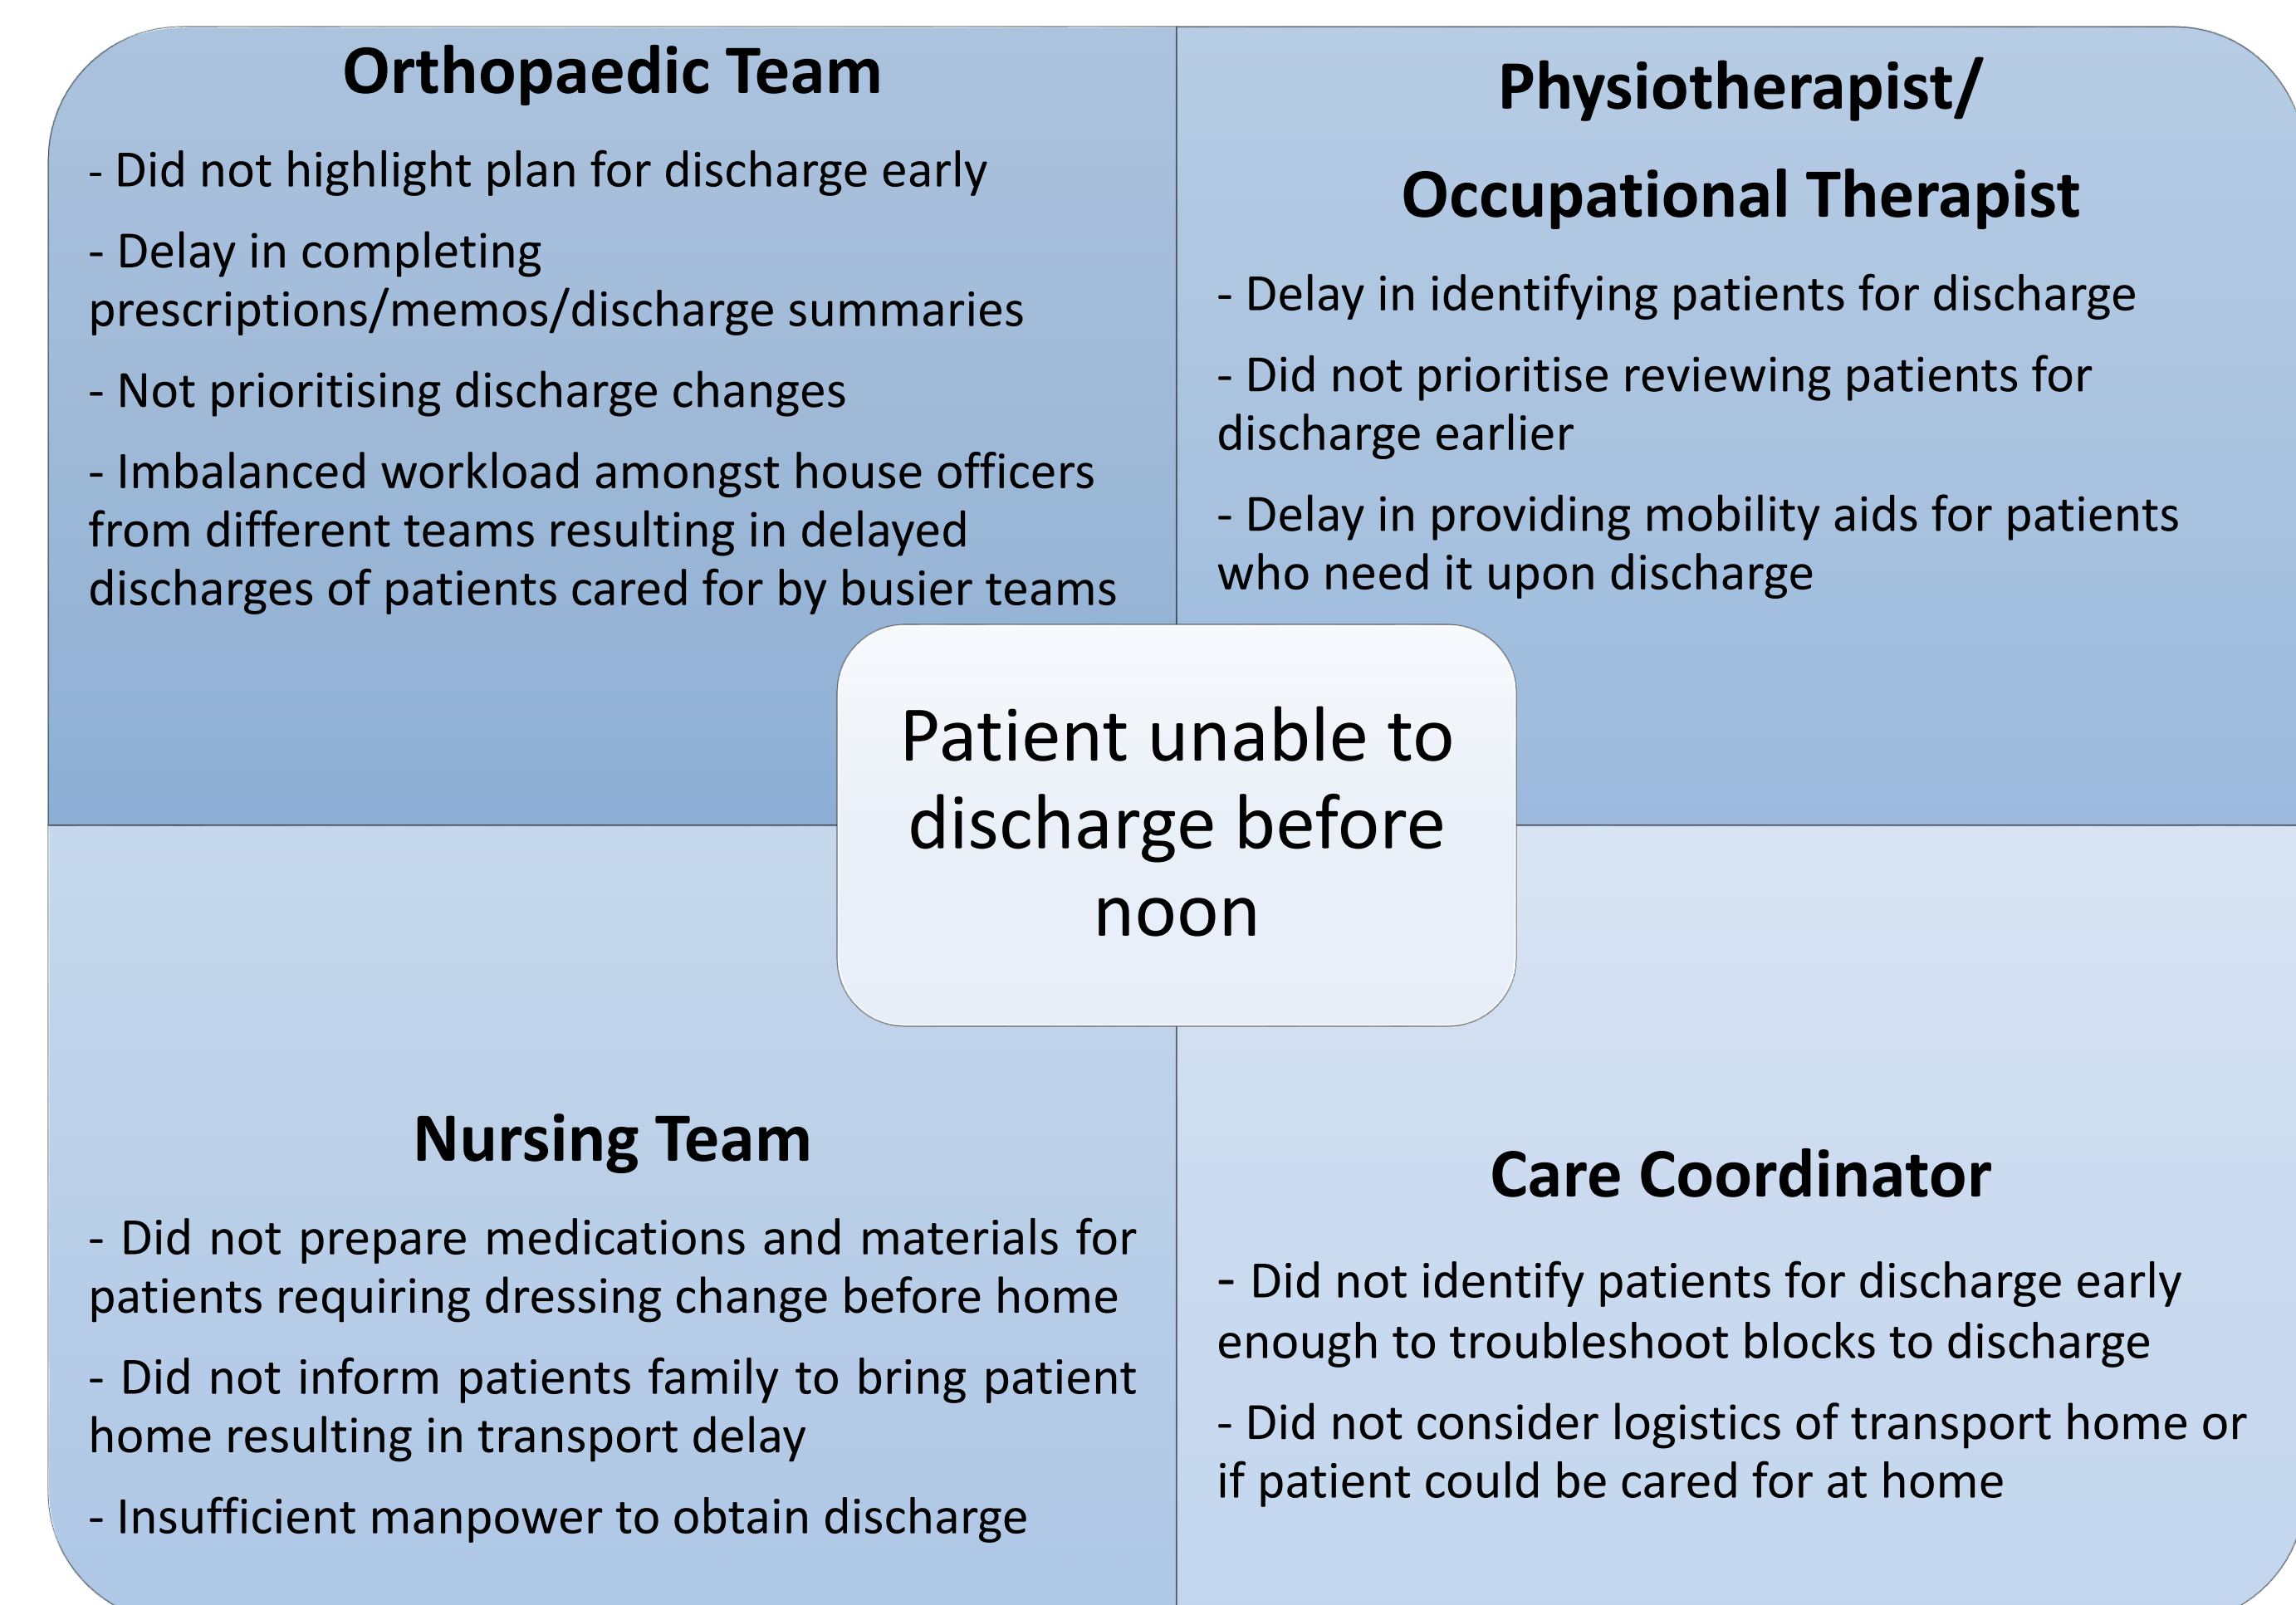 Orthopaedic Team
- Did not highlight plan for discharge early
- Delay in completing
prescriptions/memos/discharge summaries
- Not prioritising discharge changes
- Imbalanced workload amongst house officers
from different teams resulting in delayed
discharges of patients cared for by busier teams
Physiotherapist/
Occupational Therapist
- Delay in identifying patients for discharge
- Did not prioritise reviewing patients for
discharge earlier
- Delay in providing mobility aids for patients
who need it upon discharge
Patient unable to
discharge before
noon
Nursing Team
- Did not prepare medications and materials for
patients requiring dressing change before home
- Did not inform patients family to bring patient
home resulting in transport delay
- Insufficient manpower to obtain discharge
Care Coordinator
- Did not identify patients for discharge early
enough to troubleshoot blocks to discharge
- Did not consider logistics of transport home or
if patient could be cared for at home